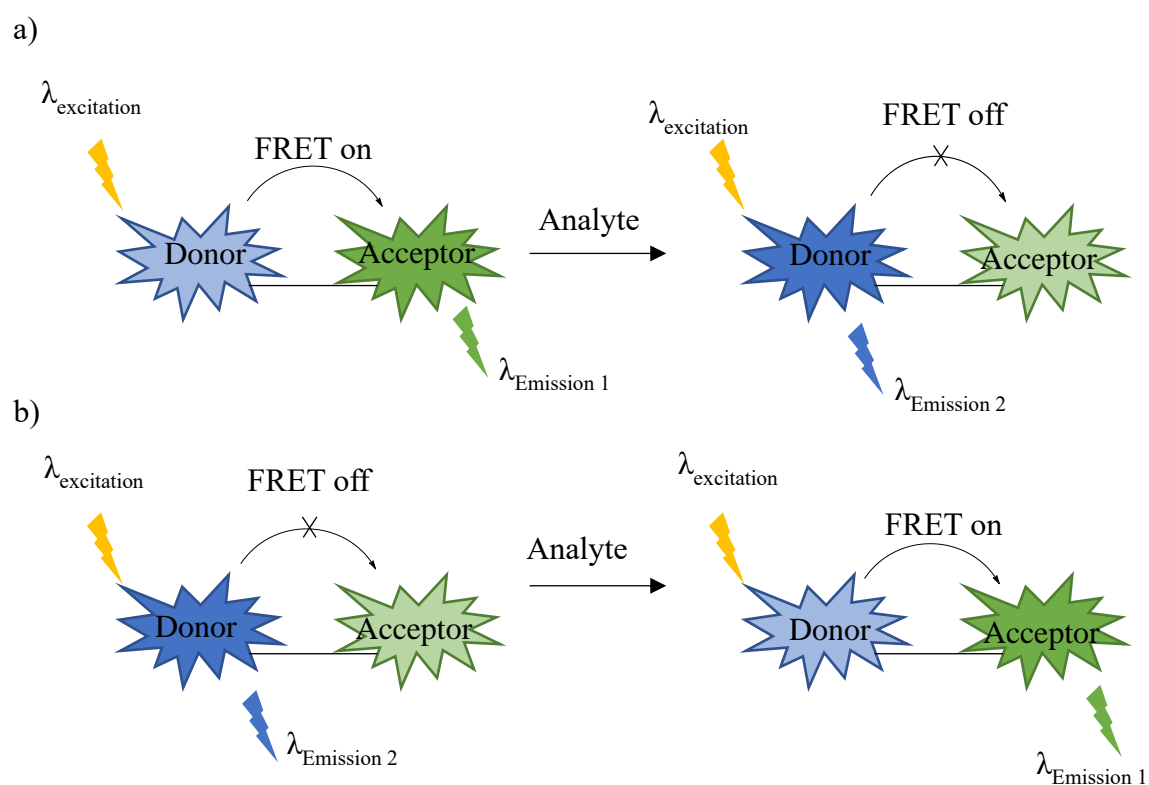 a)
λexcitation
FRET on
Donor
Acceptor
λEmission 1
Analyte
λexcitation
FRET off
Donor
Acceptor
λEmission 2
b)
λexcitation
FRET off
Donor
Acceptor
λEmission 2
Analyte
λexcitation
FRET on
Donor
Acceptor
λEmission 1